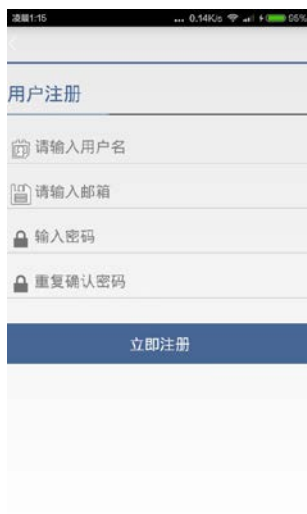 凌晨1:15 ... 0.14K/s 95%
用户注册
请输入用户名
请输入邮箱
输入密码
重复确认密码
立即注册